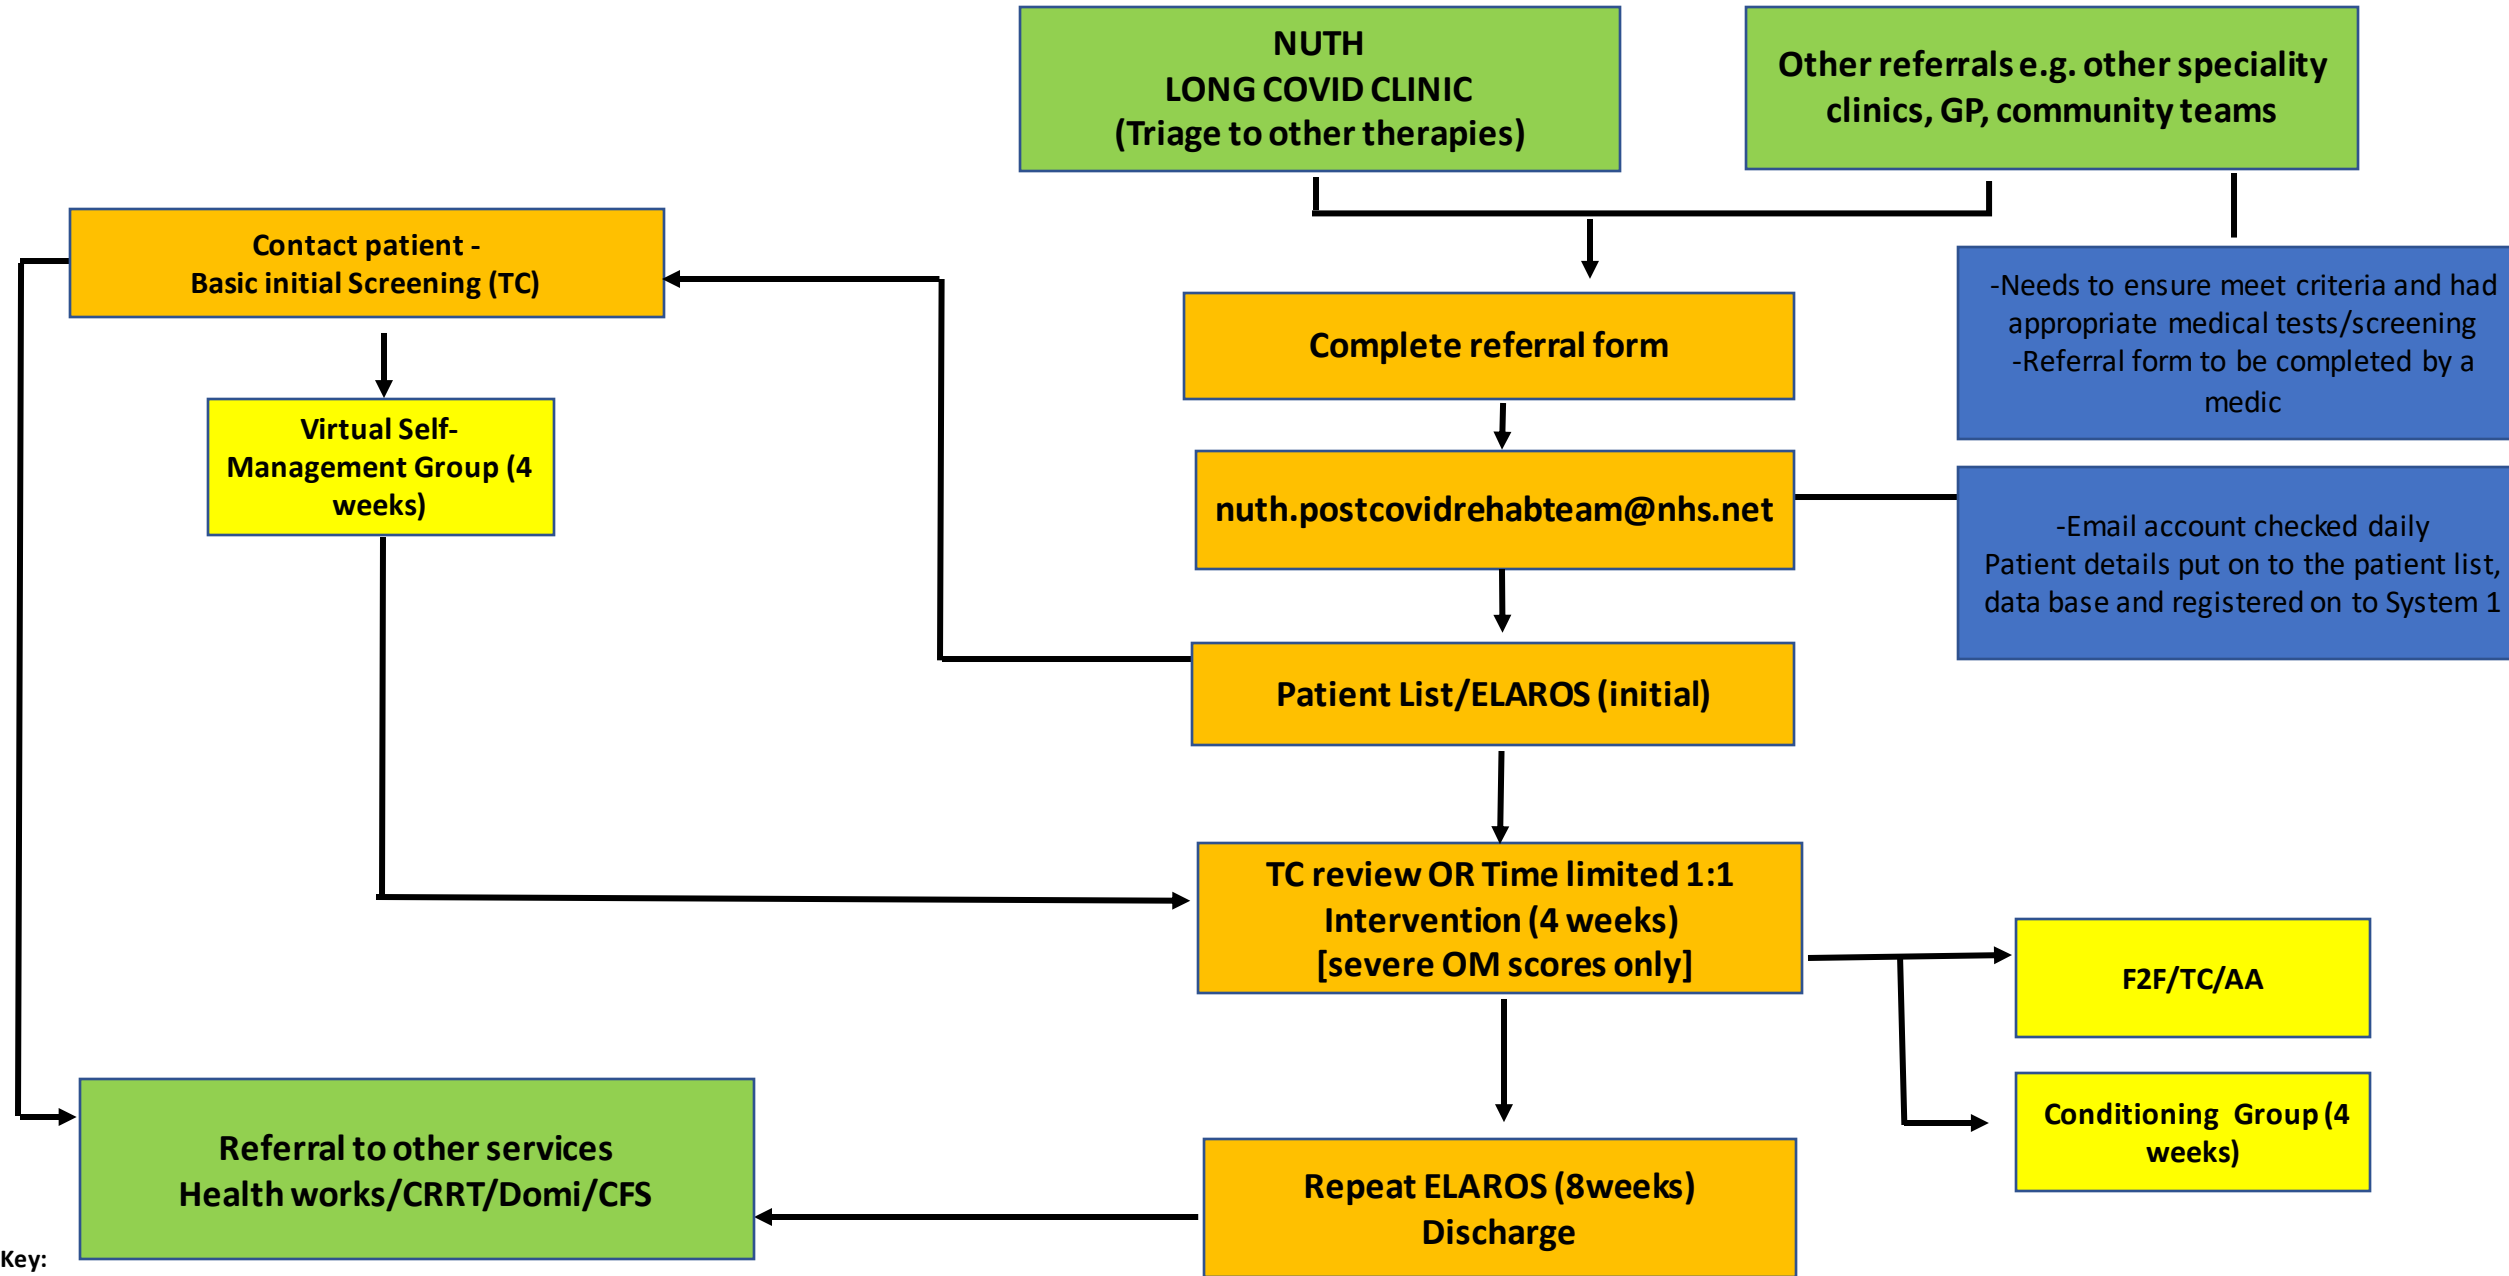 NUTH
LONG COVID CLINIC
(Triage to other therapies)
Other referrals e.g. other speciality
clinics, GP, community teams
Contact patient -
Basic initial Screening (TC)
-Needs to ensure meet criteria and had
appropriate medical tests/screening
-Referral form to be completed by a
medic
Complete referral form
Virtual Self-
Management Group (4
weeks)
nuth.postcovidrehabteam@nhs.net
-Email account checked daily
Patient details put on to the patient list,
data base and registered on to System 1
Patient List/ELAROS (initial)
TC review OR Time limited 1:1
Intervention (4 weeks)
[severe OM scores only]
F2F/TC/AA
Conditioning Group (4
weeks)
Referral to other services
Health works/CRRT/Domi/CFS
Repeat ELAROS (8weeks)
Discharge
Key: